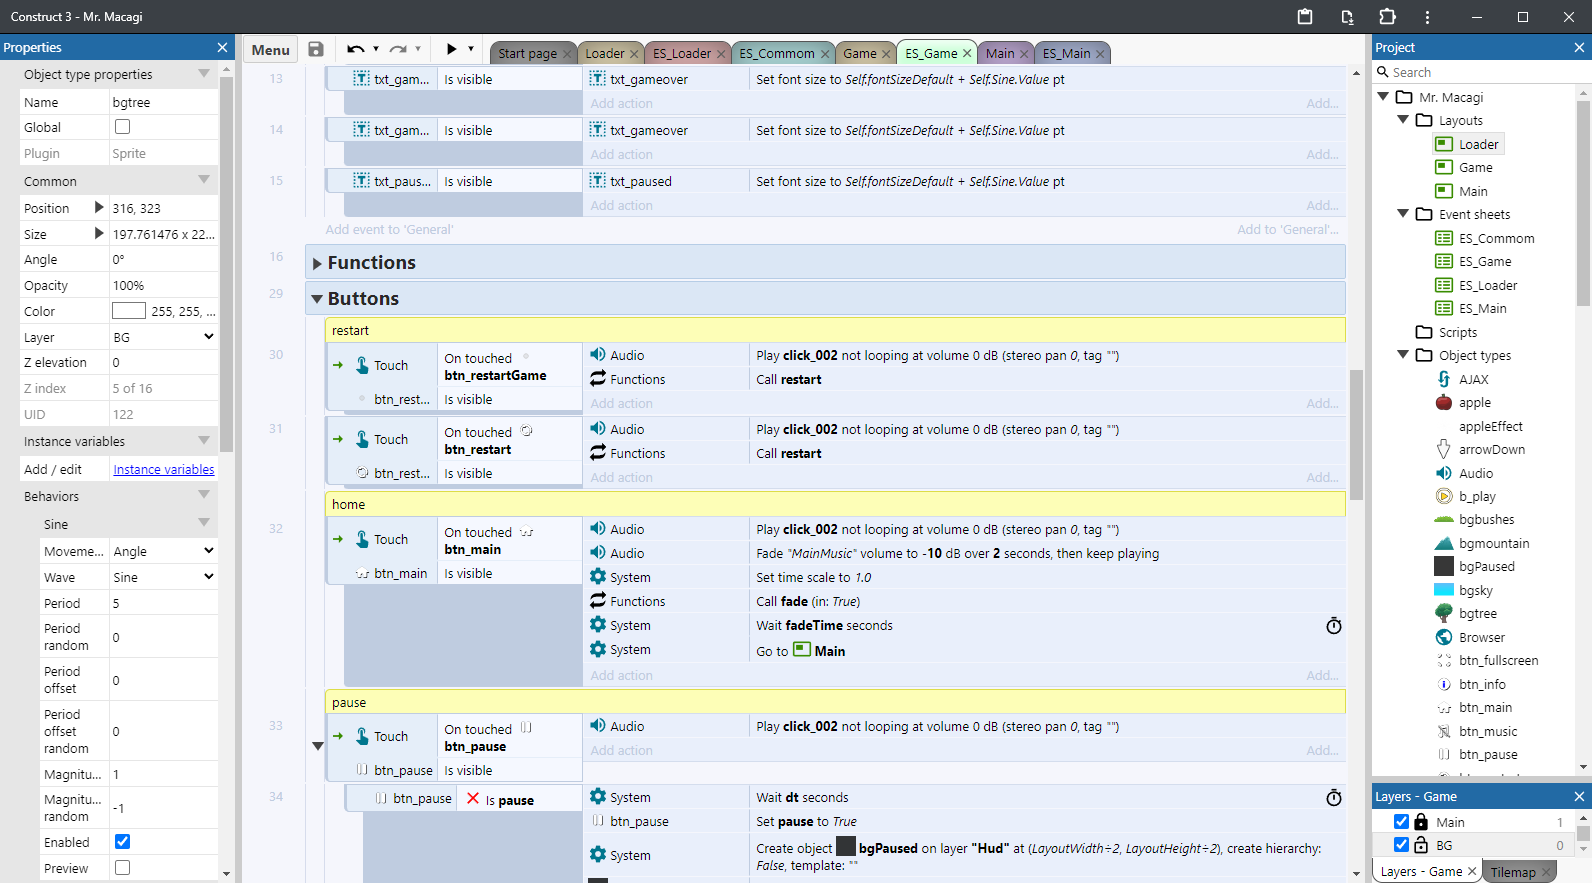 Construct 3 - Mr. Macagi
Properties
Object type properties
Name bgtree
Global
Plugin Sprite
Common
Position 316, 323
Size 197.761476 x 22...
Angle 0°
Opacity 100%
Color 255, 255, ...
Layer BG
Z elevation 0
Z index 5 of 16
UID 122
Instance variables
Add / edit Instance variables
Behaviors
Sine
Moveme... Angle
Wave Sine
Period 5
Period random 0
Period offset 0
Period offset random 0
Magnitu... 1
Magnitu... random -1
Enabled
Preview
Menu
Start page
Loader
ES_Loader
ES_Commom
Game
ES_Game
Main
ES_Main
13 txt_gam... Is visible txt_gameover Set font size to Self.fontSizeDefault + Self.Sine.Value pt
Add action Add...
14 txt_gam... Is visible txt_gameover Set font size to Self.fontSizeDefault + Self.Sine.Value pt
Add action Add...
15 txt_paus... Is visible txt_paused Set font size to Self.fontSizeDefault + Self.Sine.Value pt
Add action Add...
Add event to 'General' Add to 'General'...
16 Functions
29 Buttons
restart
30 Touch On touched btn_restartGame Audio Play click_002 not looping at volume 0 dB (stereo pan 0, tag "")
Functions Call restart
btn_rest... Is visible Add action Add...
31 Touch On touched btn_restart Audio Play click_002 not looping at volume 0 dB (stereo pan 0, tag "")
Functions Call restart
btn_rest... Is visible Add action Add...
home
32 Touch On touched btn_main Audio Play click_002 not looping at volume 0 dB (stereo pan 0, tag "")
Audio Fade "MainMusic" volume to -10 dB over 2 seconds, then keep playing
btn_main Is visible System Set time scale to 1.0
Functions Call fade (in: True)
System Wait fadeTime seconds
System Go to Main
Add action Add...
pause
33 Touch On touched btn_pause Audio Play click_002 not looping at volume 0 dB (stereo pan 0, tag "")
Add action Add...
btn_pause Is visible
34 btn_pause Is pause System Wait dt seconds
btn_pause Set pause to True
System Create object bgPaused on layer "Hud" at (LayoutWidth÷2, LayoutHeight÷2), create hierarchy: False, template: ""
Project
Search
Mr. Macagi
Layouts
Loader
Game
Main
Event sheets
ES_Commom
ES_Game
ES_Loader
ES_Main
Scripts
Object types
AJAX
apple
appleEffect
arrowDown
Audio
b_play
bgbushes
bgmountain
bgPaused
bgsky
bgtree
Browser
btn_fullscreen
btn_info
btn_main
btn_music
btn_pause
Layers - Game
Main 1
BG 0
Layers - Game
Tilemap